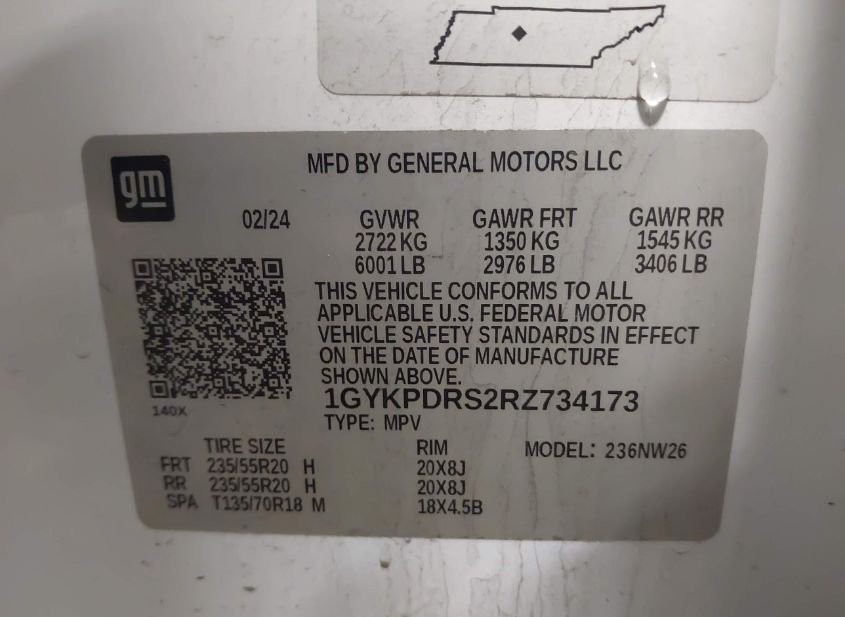 gm
MFD BY GENERAL MOTORS LLC
02/24 GVWR GAWR FRT GAWR RR
2722 KG 1350 KG 1545 KG
6001 LB 2976 LB 3406 LB
THIS VEHICLE CONFORMS TO ALL
APPLICABLE U.S. FEDERAL MOTOR
VEHICLE SAFETY STANDARDS IN EFFECT
ON THE DATE OF MANUFACTURE
SHOWN ABOVE.
1GYKPDRS2RZ734173
140X
TYPE: MPV
TIRE SIZE RIM MODEL: 236NW26
FRT 235/55R20 H 20X8J
RR 235/55R20 H 20X8J
SPA T135/70R18 M 18X4.5B